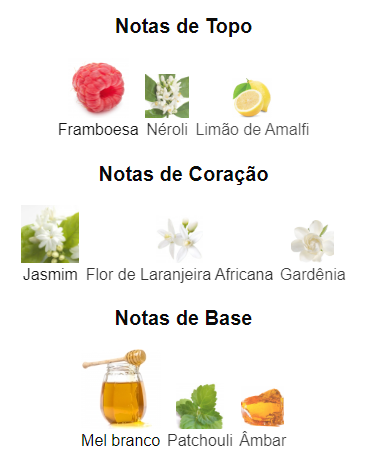 Notas de Topo
Framboesa Néroli Limão de Amalfi
Notas de Coração
Jasmim Flor de Laranjeira Africana Gardênia
Notas de Base
Mel branco Patchouli Âmbar